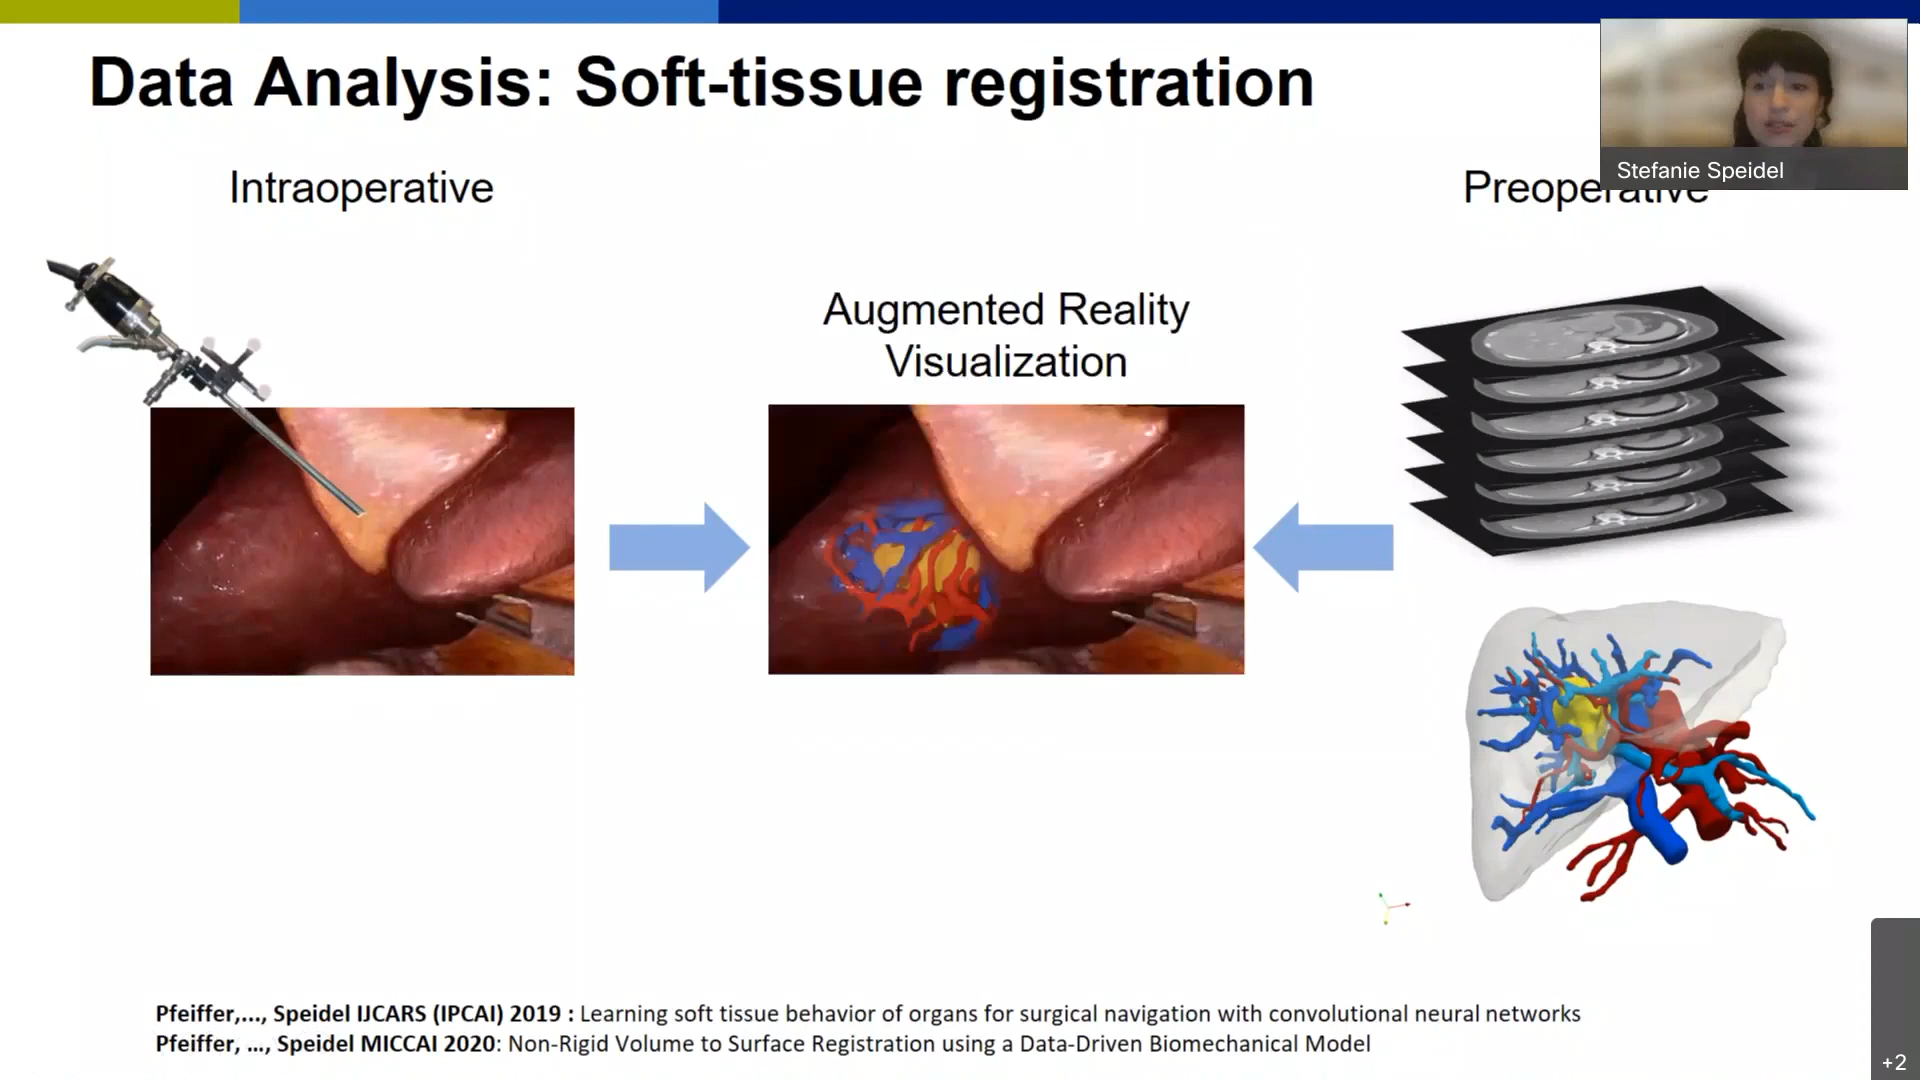 Data Analysis: Soft-tissue registration
Stefanie Speidel
Intraoperative
Preoperative
Augmented Reality
Visualization
Pfeiffer,..., Speidel IJCARS (IPCAI) 2019 : Learning soft tissue behavior of organs for surgical navigation with convolutional neural networks
Pfeiffer, ..., Speidel MICCAI 2020: Non-Rigid Volume to Surface Registration using a Data-Driven Biomechanical Model
+2